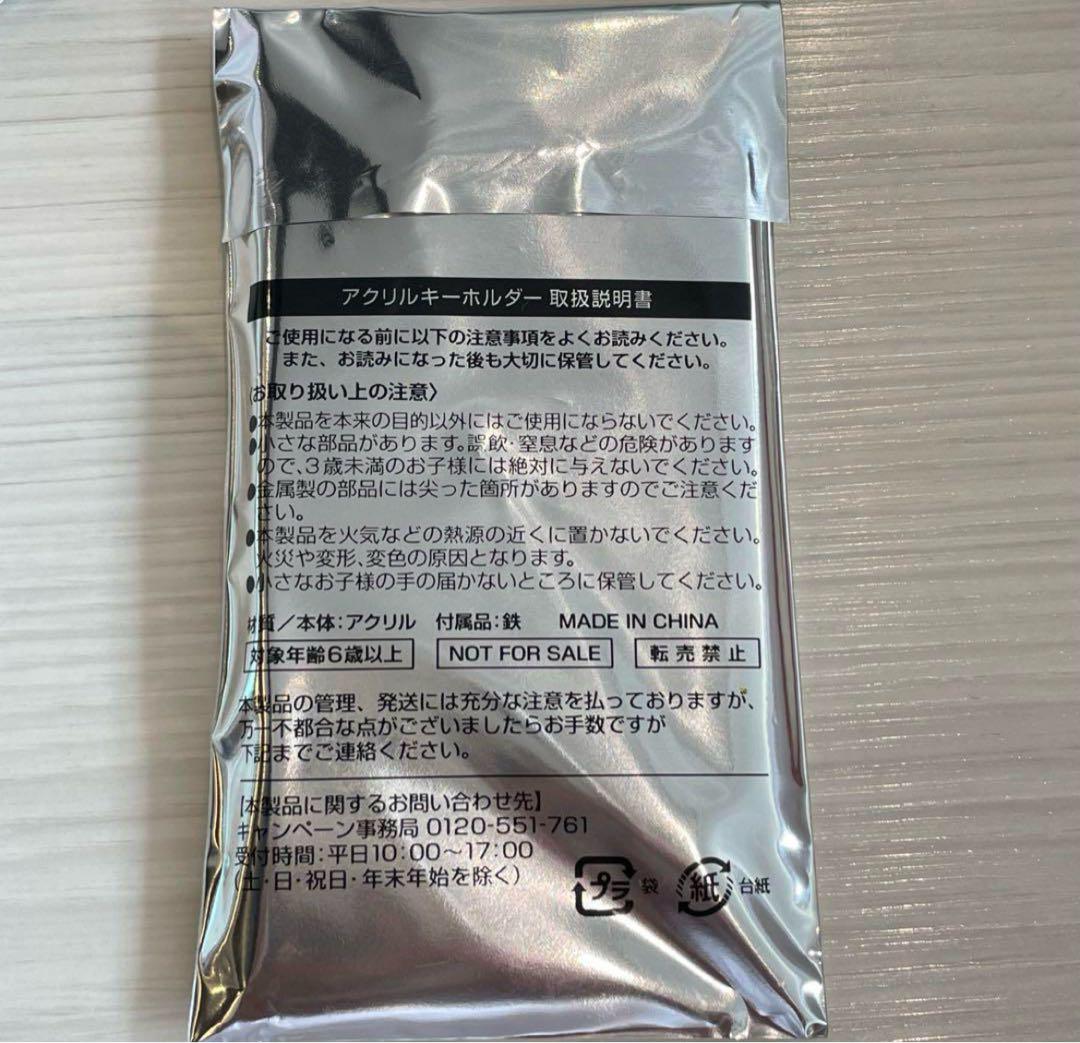 アクリルキーホルダー 取扱説明書
ご使用になる前に以下の注意事項をよくお読みください。
また、お読みになった後も大切に保管してください。
〈お取り扱い上の注意〉
●本製品を本来の目的以外にはご使用にならないでください。
●小さな部品があります。誤飲・窒息などの危険があります
ので、3歳未満のお子様には絶対に与えないでください。
●金属製の部品には尖った箇所がありますのでご注意くだ
さい。
●本製品を火気などの熱源の近くに置かないでください。
火災や変形、変色の原因となります。
●小さなお子様の手の届かないところに保管してください。
材質／本体：アクリル 付属品：鉄 MADE IN CHINA
対象年齢6歳以上 NOT FOR SALE 転売禁止
本製品の管理、発送には充分な注意を払っておりますが、
万一不都合な点がございましたらお手数ですが
下記までご連絡ください。
【本製品に関するお問い合わせ先】
キャンペーン事務局 0120-551-761
受付時間：平日10：00～17：00
(土・日・祝日・年末年始を除く)
プラ 袋 紙 台紙